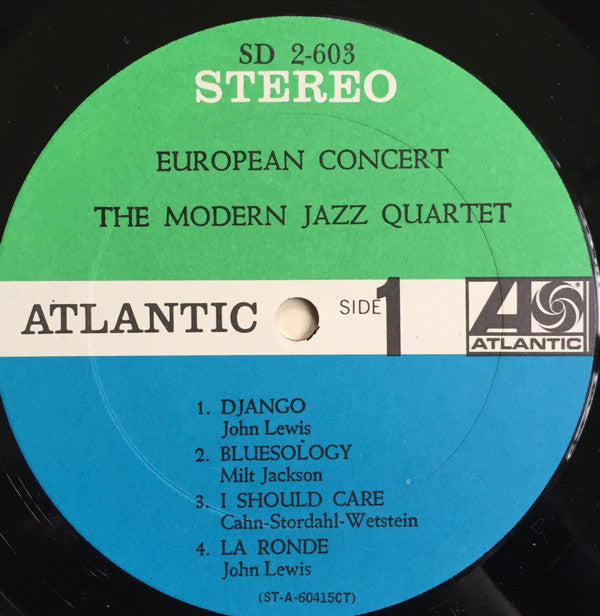 SD 2-603
STEREO
EUROPEAN CONCERT
THE MODERN JAZZ QUARTET
ATLANTIC
SIDE 1
ATLANTIC
1. DJANGO
John Lewis
2. BLUESOLOGY
Milt Jackson
3. I SHOULD CARE
Cahn-Stordahl-Wetstein
4. LA RONDE
John Lewis
(ST-A-60415CT)